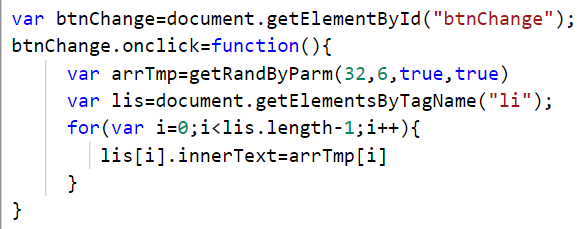 var btnChange=document.getElementById("btnChange");
btnChange.onclick=function(){
var arrTmp=getRandByParm(32,6,true,true)
var lis=document.getElementsByTagName("li");
for(var i=0;i<lis.length-1;i++){
lis[i].innerText=arrTmp[i]
}
}